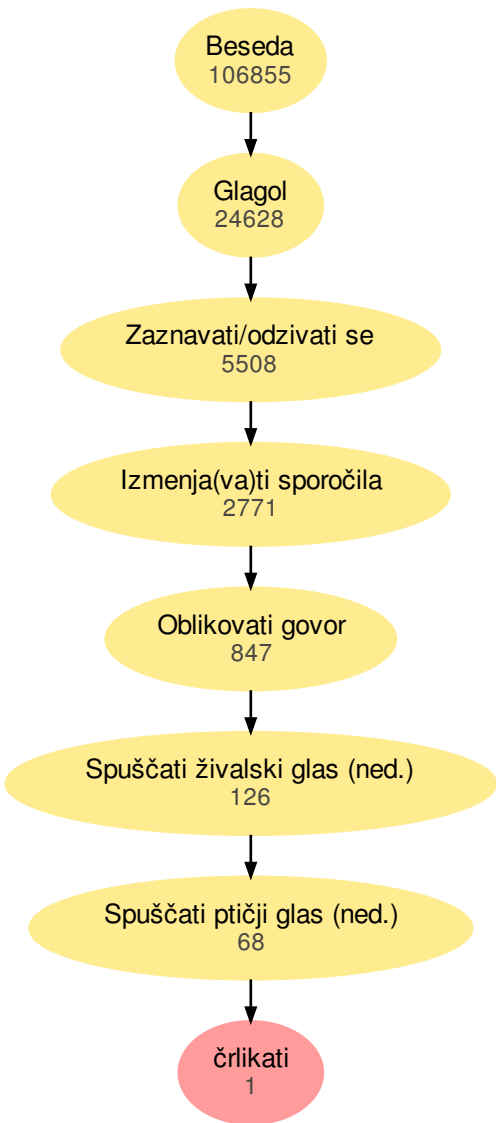 Beseda
106855
Glagol
24628
Zaznavati/odzivati se
5508
Izmenja(va)ti sporočila
2771
Oblikovati govor
847
Spuščati živalski glas (ned.)
126
Spuščati ptičji glas (ned.)
68
črlikati
1